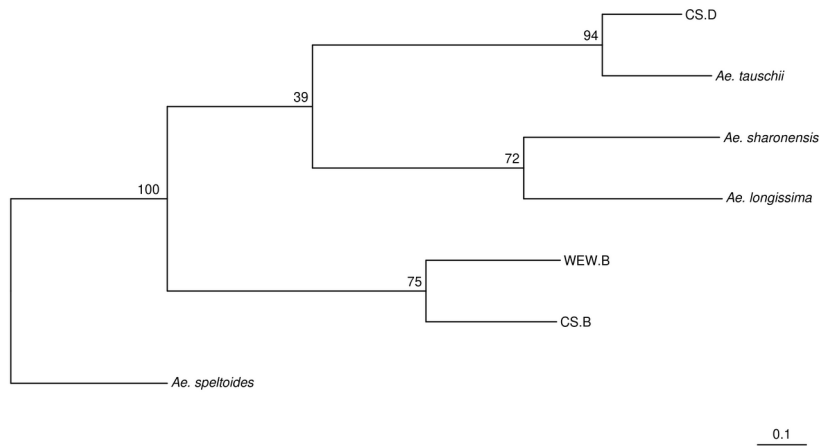 CS.D
94
Ae. tauschii
39
Ae. sharonensis
72
Ae. longissima
100
WEW.B
75
CS.B
Ae. speltoides
0.1